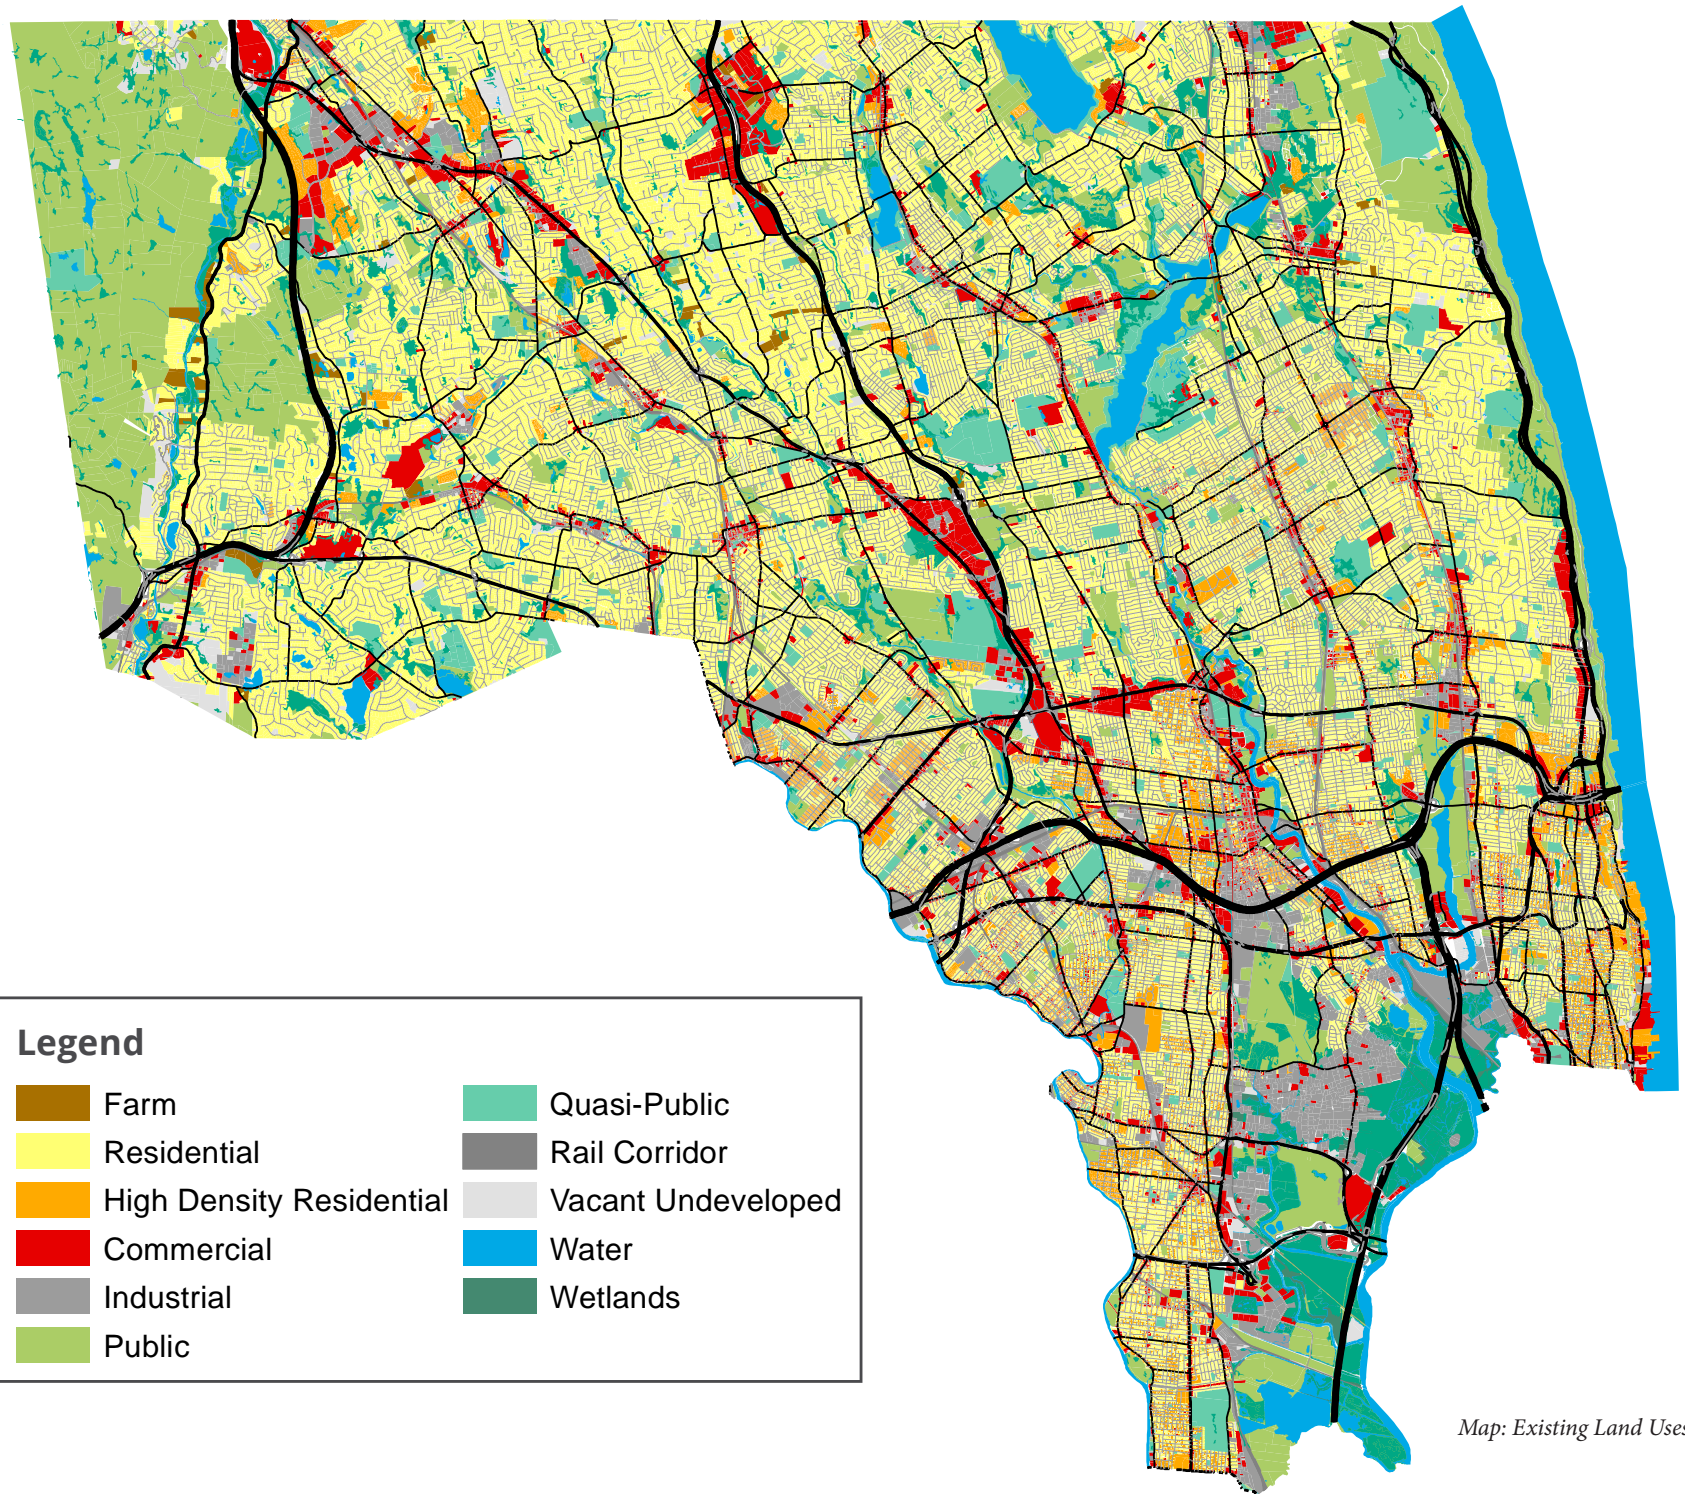 Legend
Farm
Residential
High Density Residential
Commercial
Industrial
Public
Quasi-Public
Rail Corridor
Vacant Undeveloped
Water
Wetlands
Map: Existing Land Uses